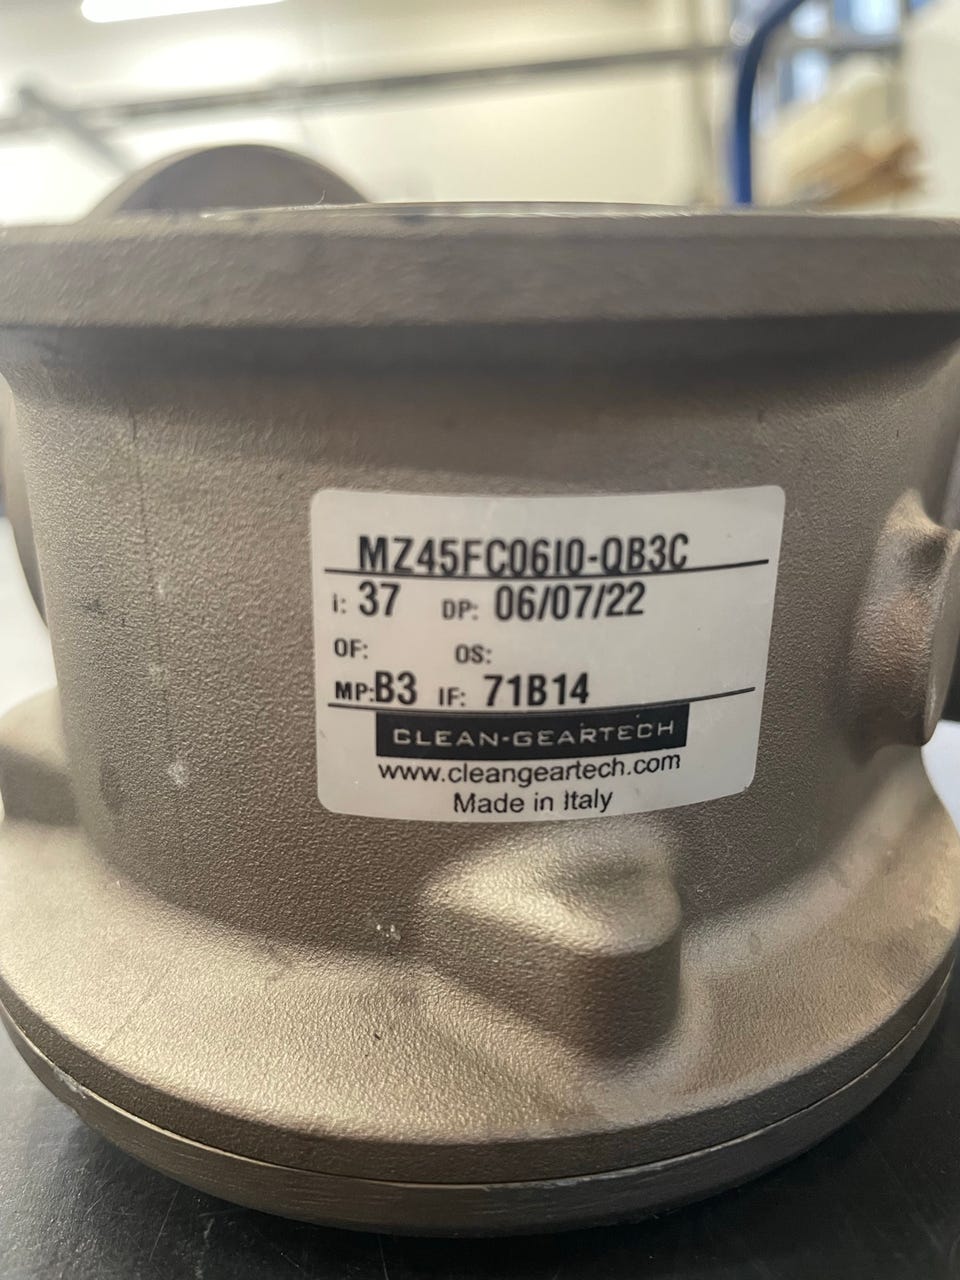 MZ45FC06I0-QB3C
i: 37 DP: 06/07/22
OF: OS:
MP:B3 IF: 71B14
CLEAN-GEARTECH
www.cleangeartech.com
Made in Italy